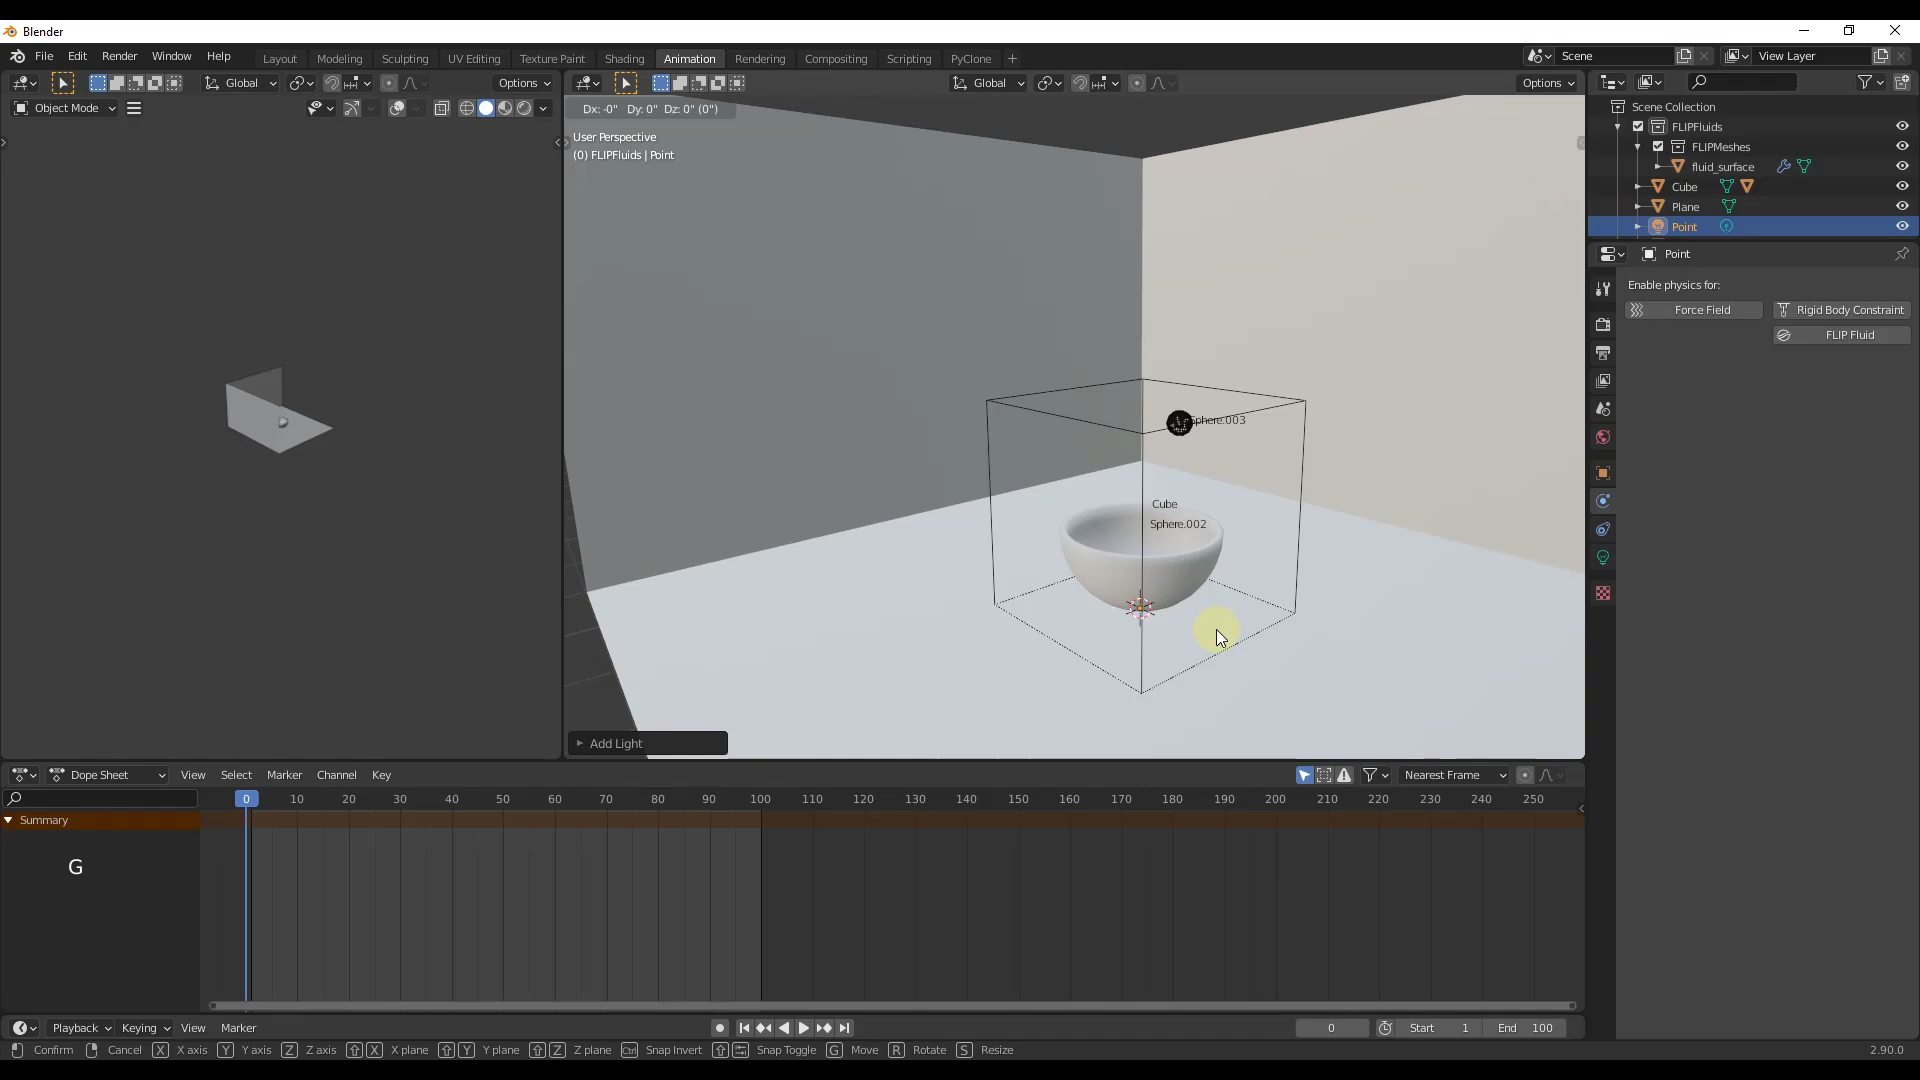 Blender
File Edit Render Window Help Layout Modeling Sculpting UV Editing Texture Paint Shading Animation Rendering Compositing Scripting PyClone + Scene View Layer
Global Options Global Options
Object Mode
Dx: -0" Dy: 0" Dz: 0" (0")
User Perspective
(0) FLIPFluids | Point
Scene Collection
FLIPFluids
FLIPMeshes
fluid_surface
Cube
Plane
Point
Point
Enable physics for:
Force Field Rigid Body Constraint
FLIP Fluid
Sphere.003
Cube
Sphere.002
Add Light
Dope Sheet View Select Marker Channel Key Nearest Frame
0 10 20 30 40 50 60 70 80 90 100 110 120 130 140 150 160 170 180 190 200 210 220 230 240 250
Summary
G
Playback Keying View Marker 0 Start 1 End 100
Confirm Cancel X X axis Y Y axis Z Z axis X X plane Y Y plane Z Z plane Ctrl Snap Invert Snap Toggle G Move R Rotate S Resize 2.90.0